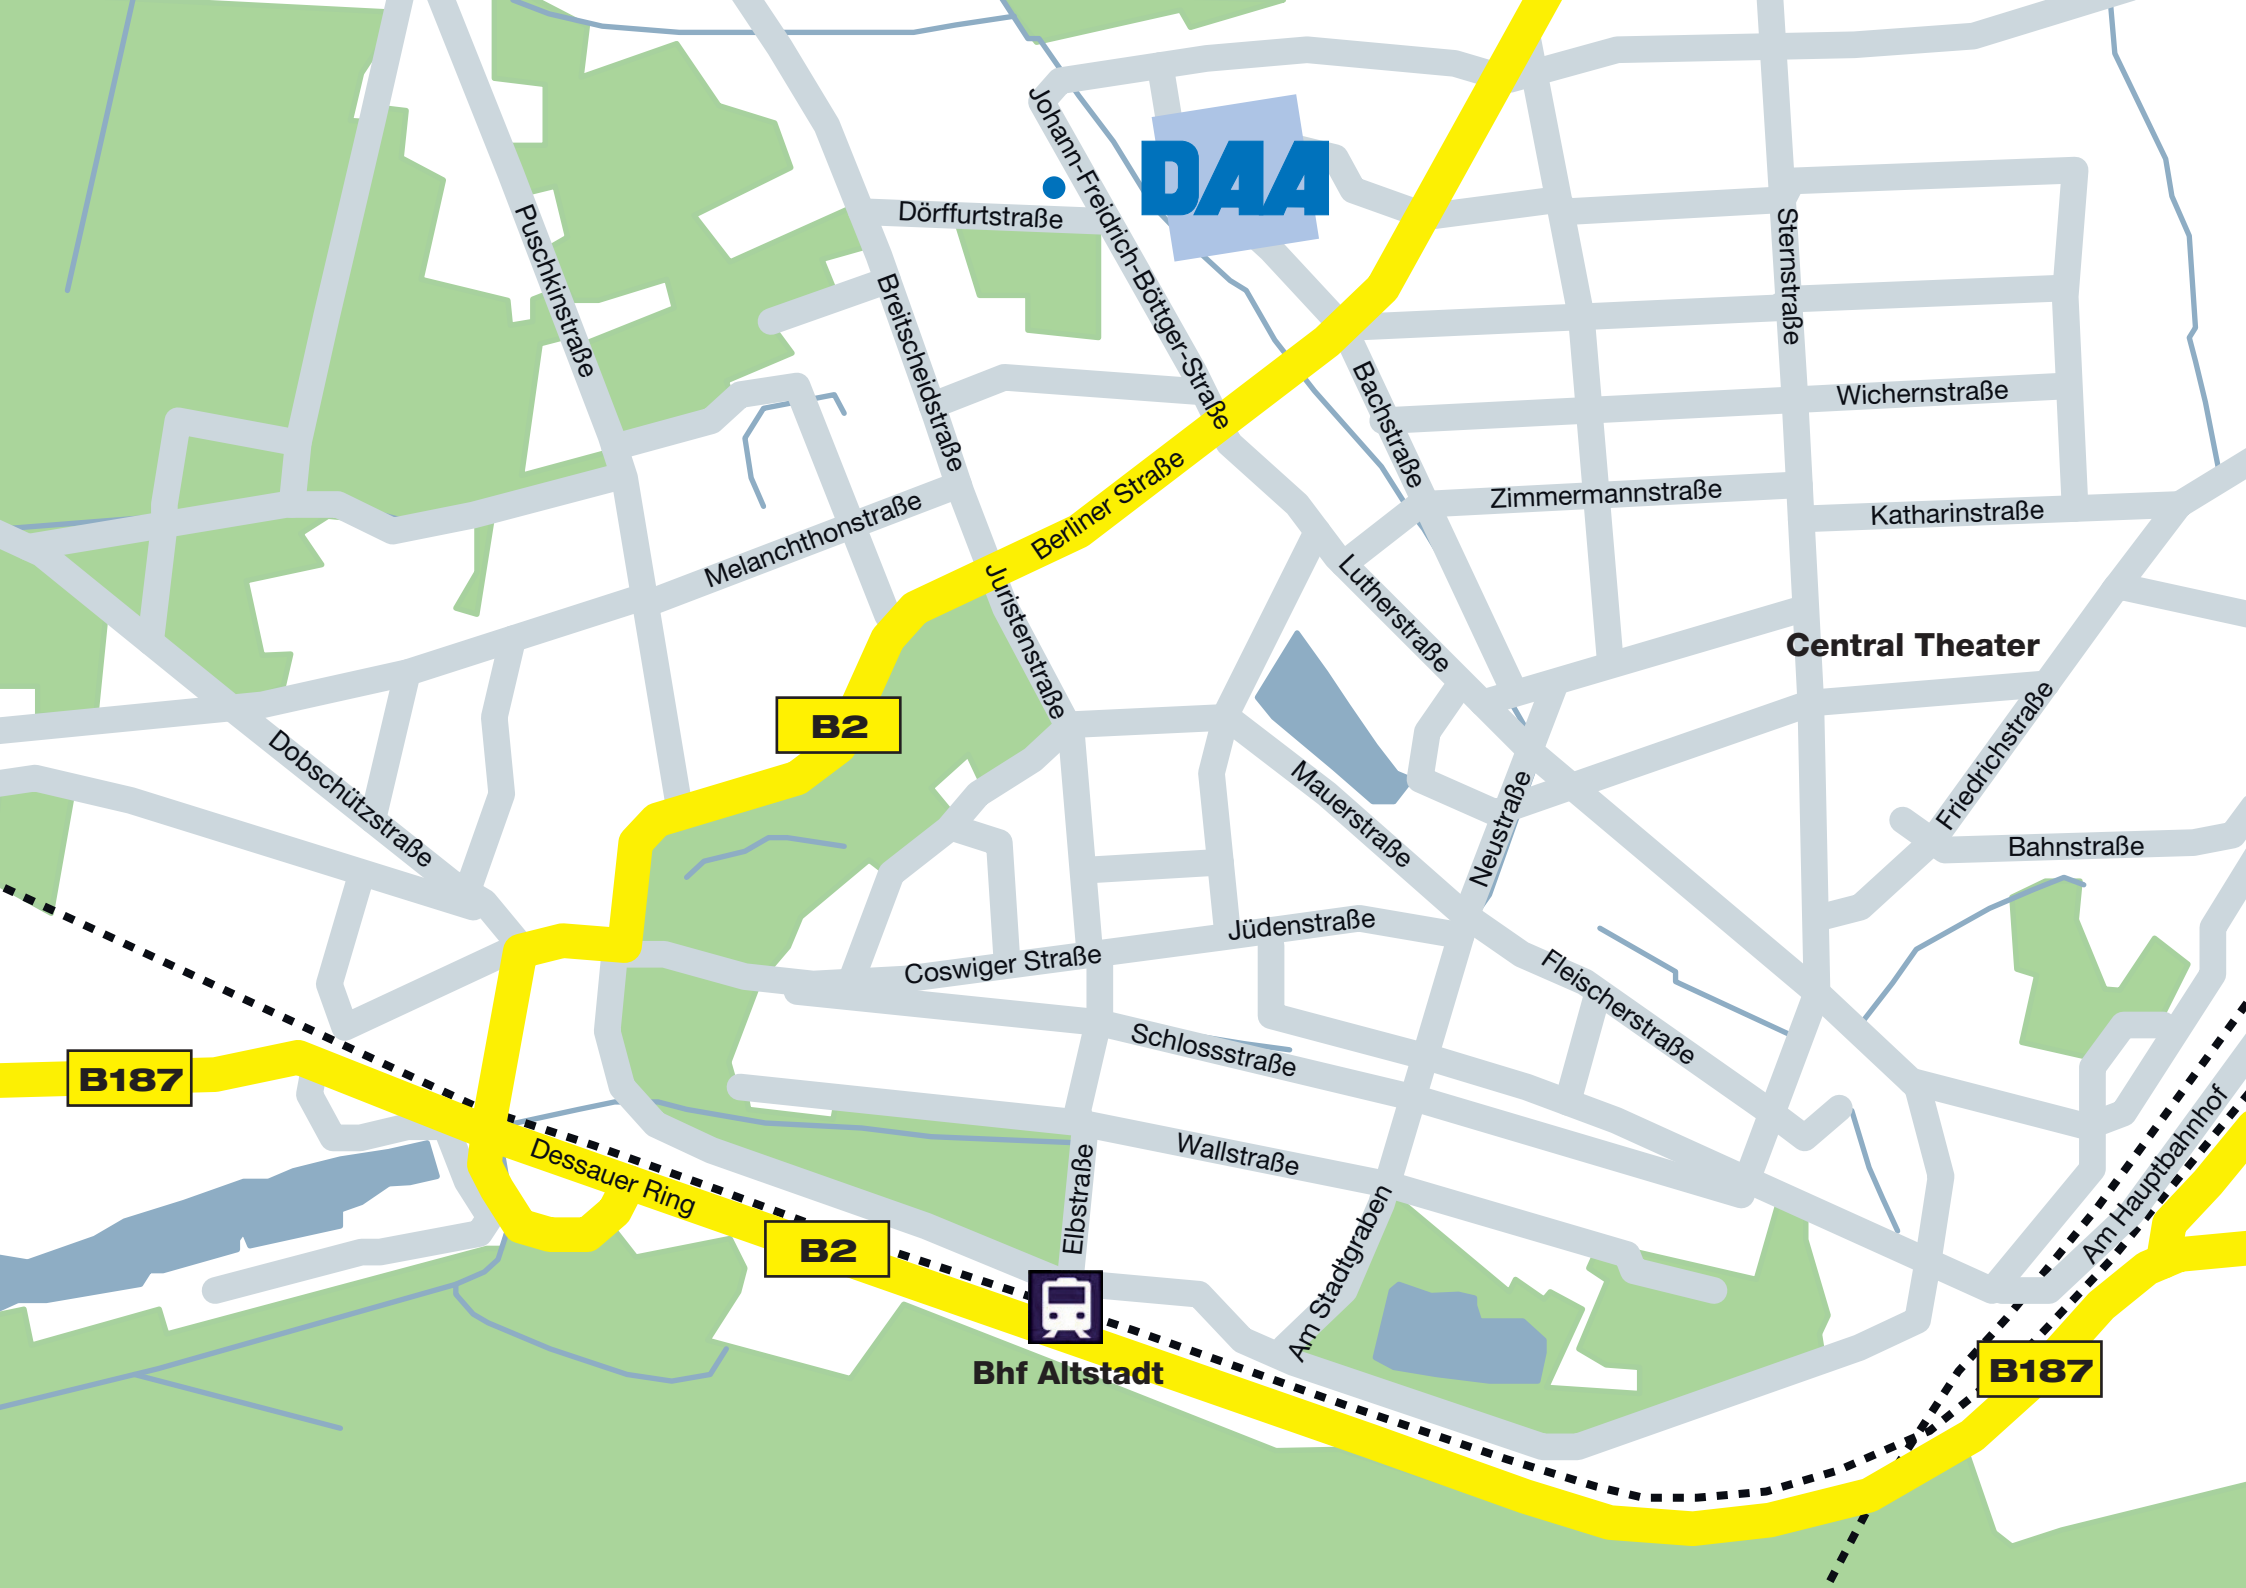 Johann-Freidrich-Böttger-Straße
DAA
Dörffurtstraße
Puschkinstraße
Sternstraße
Breitscheidstraße
Bachstraße
Wichernstraße
Berliner Straße
Zimmermannstraße
Katharinstraße
Melanchthonstraße
Juristenstraße
Lutherstraße
Central Theater
B2
Dobschützstraße
Mauerstraße
Neustraße
Friedrichstraße
Bahnstraße
Jüdenstraße
Coswiger Straße
Fleischerstraße
Schlossstraße
B187
Am Hauptbahnhof
Wallstraße
Dessauer Ring
Elbstraße
Am Stadtgraben
B2
Bhf Altstadt
B187